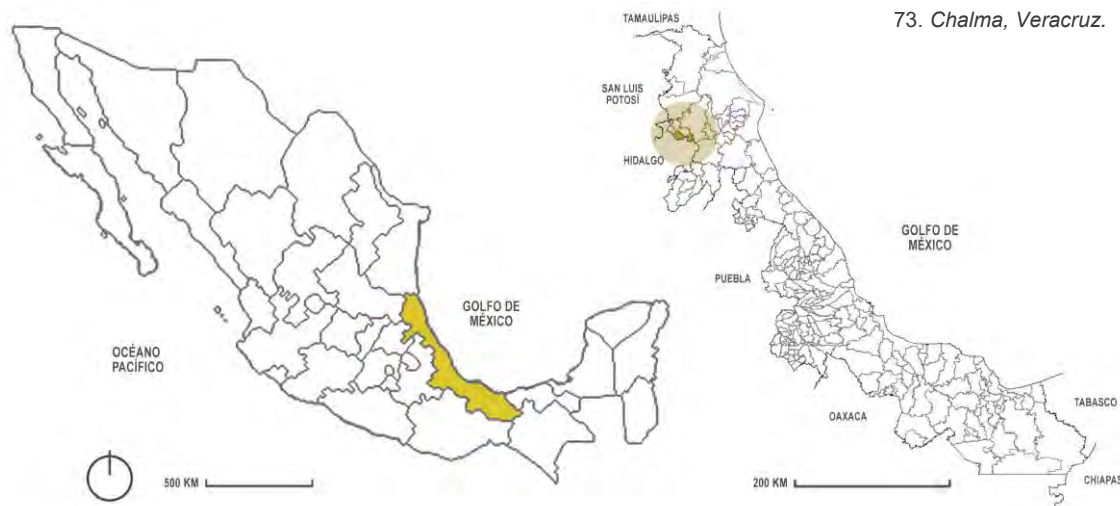 73. Chalma, Veracruz.
TAMAULIPAS
SAN LUIS
POTOSÍ
HIDALGO
GOLFO DE
MÉXICO
PUEBLA
OAXACA
TABASCO
CHIAPAS
200 KM
GOLFO DE
MÉXICO
OCÉANO
PACÍFICO
500 KM